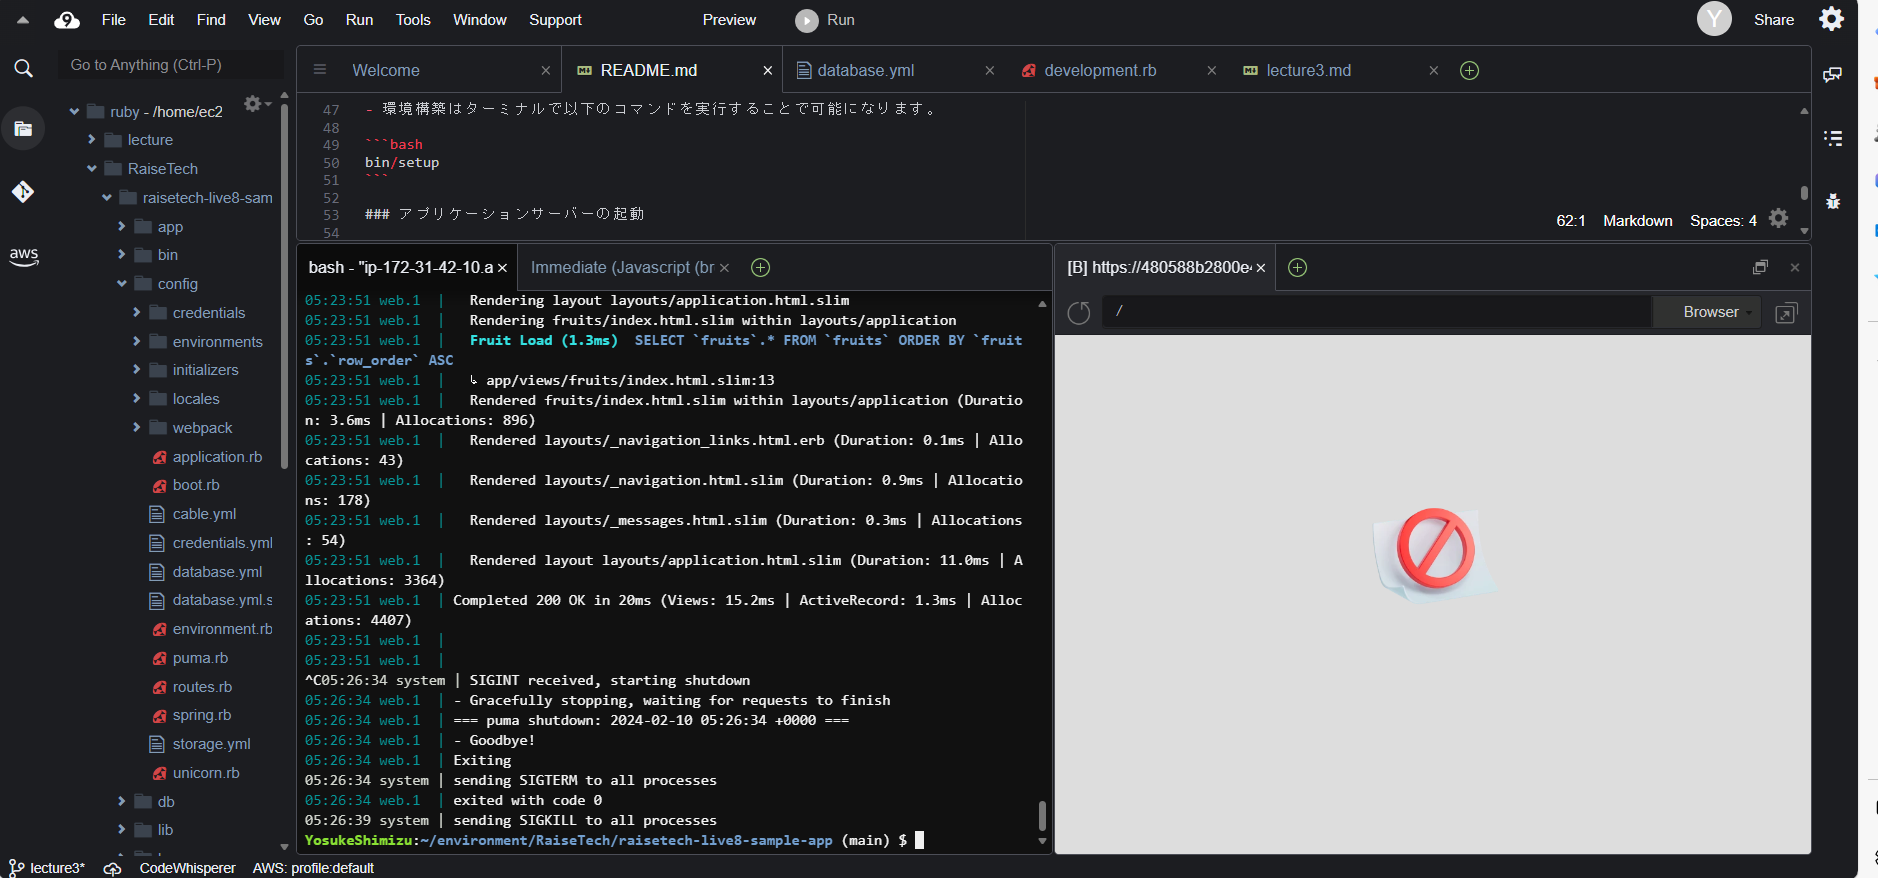 File Edit Find View Go Run Tools Window Support Preview Run Y Share
Go to Anything (Ctrl-P)
Welcome README.md database.yml development.rb lecture3.md
ruby - /home/ec2
lecture
RaiseTech
raisetech-live8-sam
app
bin
config
credentials
environments
initializers
locales
webpack
application.rb
boot.rb
cable.yml
credentials.yml
database.yml
database.yml.s
environment.rb
puma.rb
routes.rb
spring.rb
storage.yml
unicorn.rb
db
lib
aws
47 - 環境構築はターミナルで以下のコマンドを実行することで可能になります。
48
49 ```bash
50 bin/setup
51 ```
52
53 ### アプリケーションサーバーの起動
54
62:1 Markdown Spaces: 4
bash - "ip-172-31-42-10.a Immediate (Javascript (br
05:23:51 web.1 | Rendering layout layouts/application.html.slim
05:23:51 web.1 | Rendering fruits/index.html.slim within layouts/application
05:23:51 web.1 | Fruit Load (1.3ms) SELECT `fruits`.* FROM `fruits` ORDER BY `fruit
s`.`row_order` ASC
05:23:51 web.1 | ↳ app/views/fruits/index.html.slim:13
05:23:51 web.1 | Rendered fruits/index.html.slim within layouts/application (Duratio
n: 3.6ms | Allocations: 896)
05:23:51 web.1 | Rendered layouts/_navigation_links.html.erb (Duration: 0.1ms | Allo
cations: 43)
05:23:51 web.1 | Rendered layouts/_navigation.html.slim (Duration: 0.9ms | Allocatio
ns: 178)
05:23:51 web.1 | Rendered layouts/_messages.html.slim (Duration: 0.3ms | Allocations
: 54)
05:23:51 web.1 | Rendered layout layouts/application.html.slim (Duration: 11.0ms | A
llocations: 3364)
05:23:51 web.1 | Completed 200 OK in 20ms (Views: 15.2ms | ActiveRecord: 1.3ms | Alloc
ations: 4407)
05:23:51 web.1 |
05:23:51 web.1 |
^C05:26:34 system | SIGINT received, starting shutdown
05:26:34 web.1 | - Gracefully stopping, waiting for requests to finish
05:26:34 web.1 | === puma shutdown: 2024-02-10 05:26:34 +0000 ===
05:26:34 web.1 | - Goodbye!
05:26:34 web.1 | Exiting
05:26:34 system | sending SIGTERM to all processes
05:26:34 web.1 | exited with code 0
05:26:39 system | sending SIGKILL to all processes
YosukeShimizu:~/environment/RaiseTech/raisetech-live8-sample-app (main) $
[B] https://480588b2800e
/
Browser
lecture3* CodeWhisperer AWS: profile:default